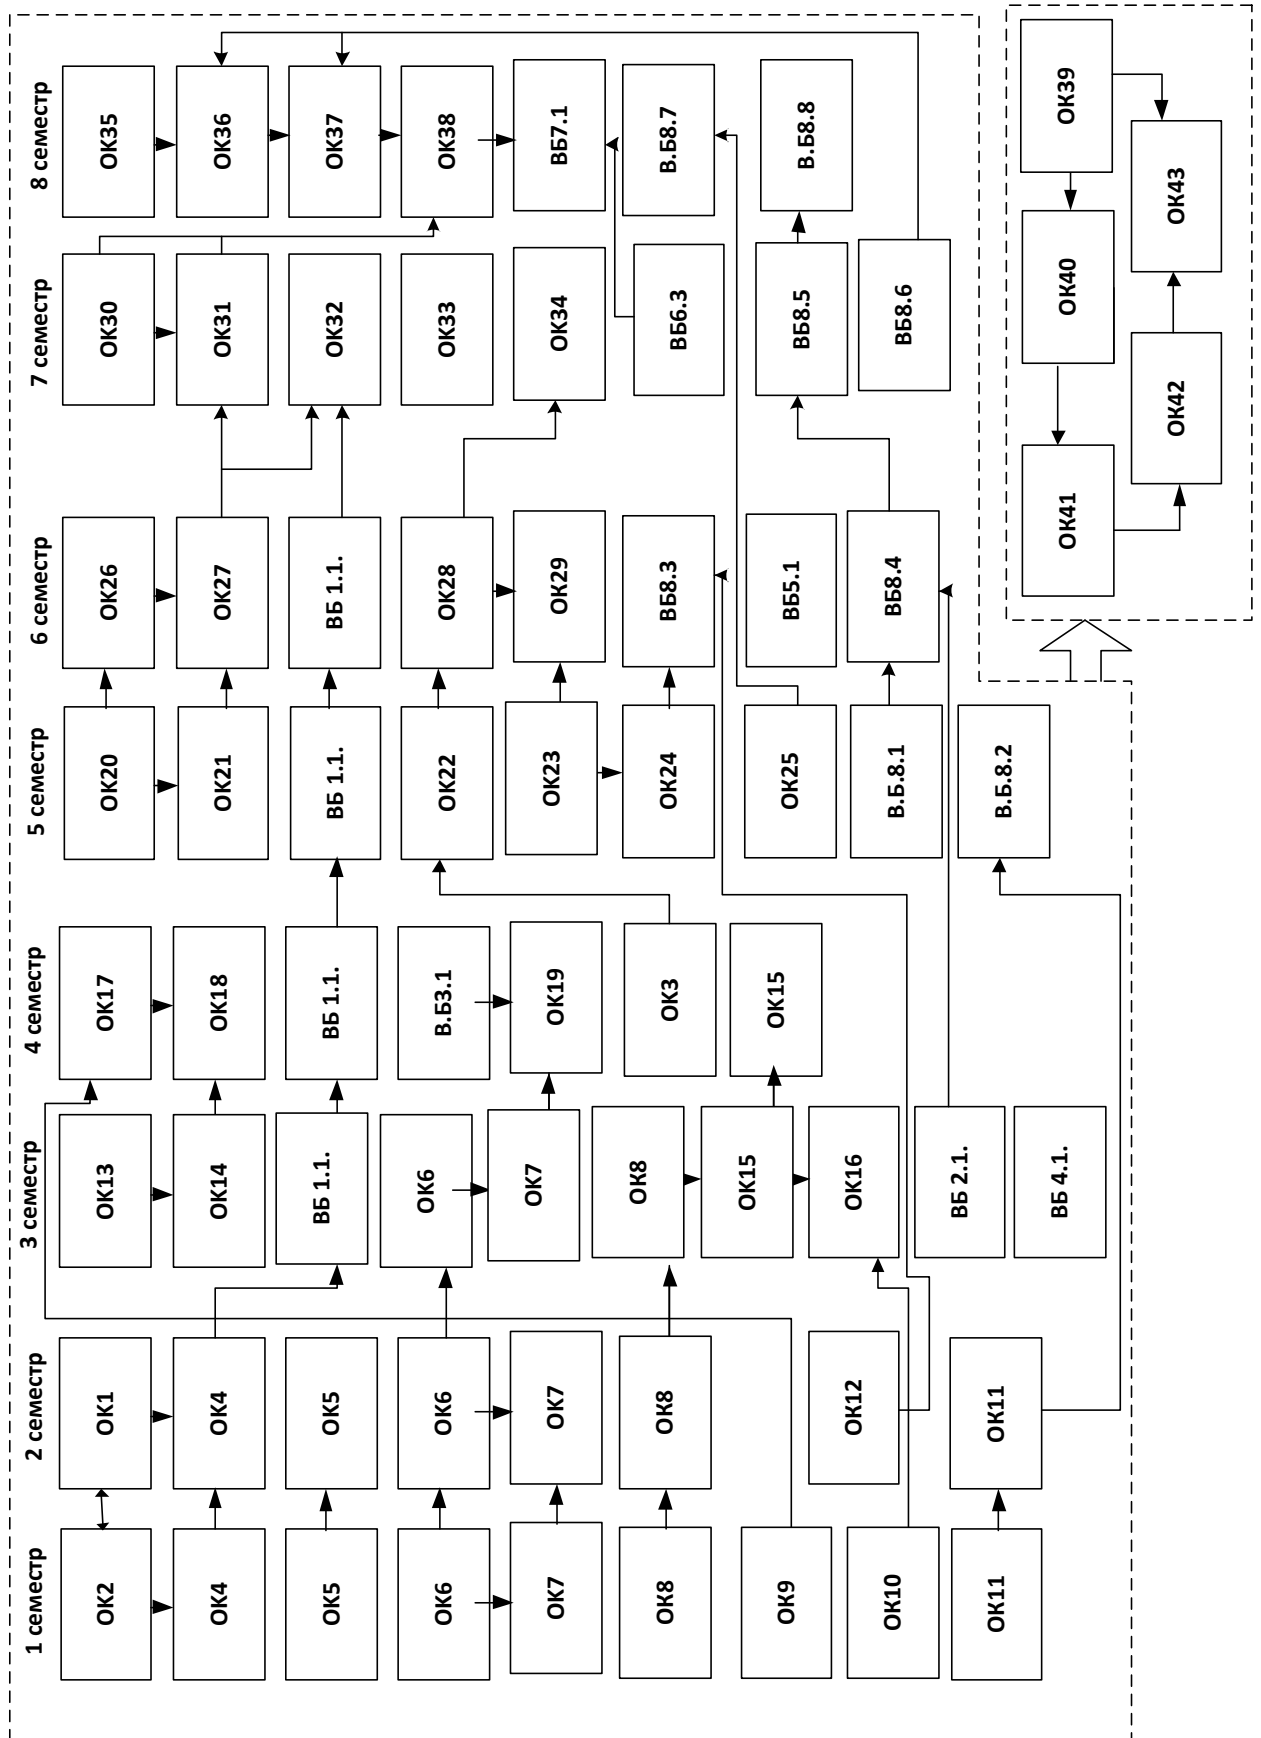 1 семестр
ОК2
ОК4
ОК5
ОК6
ОК7
ОК8
ОК9
ОК10
ОК11
2 семестр
ОК1
ОК4
ОК5
ОК6
ОК7
ОК8
ОК12
ОК11
3 семестр
ОК13
ОК14
ВБ 1.1.
ОК6
ОК7
ОК8
ОК15
ОК16
ВБ 2.1.
ВБ 4.1.
4 семестр
ОК17
ОК18
ВБ 1.1.
В.Б3.1
ОК19
ОК3
ОК15
5 семестр
ОК20
ОК21
ВБ 1.1.
ОК22
ОК23
ОК24
ОК25
В.Б.8.1
В.Б.8.2
6 семестр
ОК26
ОК27
ВБ 1.1.
ОК28
ОК29
ВБ8.3
ВБ5.1
ВБ8.4
7 семестр
ОК30
ОК31
ОК32
ОК33
ОК34
ВБ6.3
ВБ8.5
ВБ8.6
8 семестр
ОК35
ОК36
ОК37
ОК38
ВБ7.1
В.Б8.7
В.Б8.8
ОК39
ОК40
ОК41
ОК42
ОК43